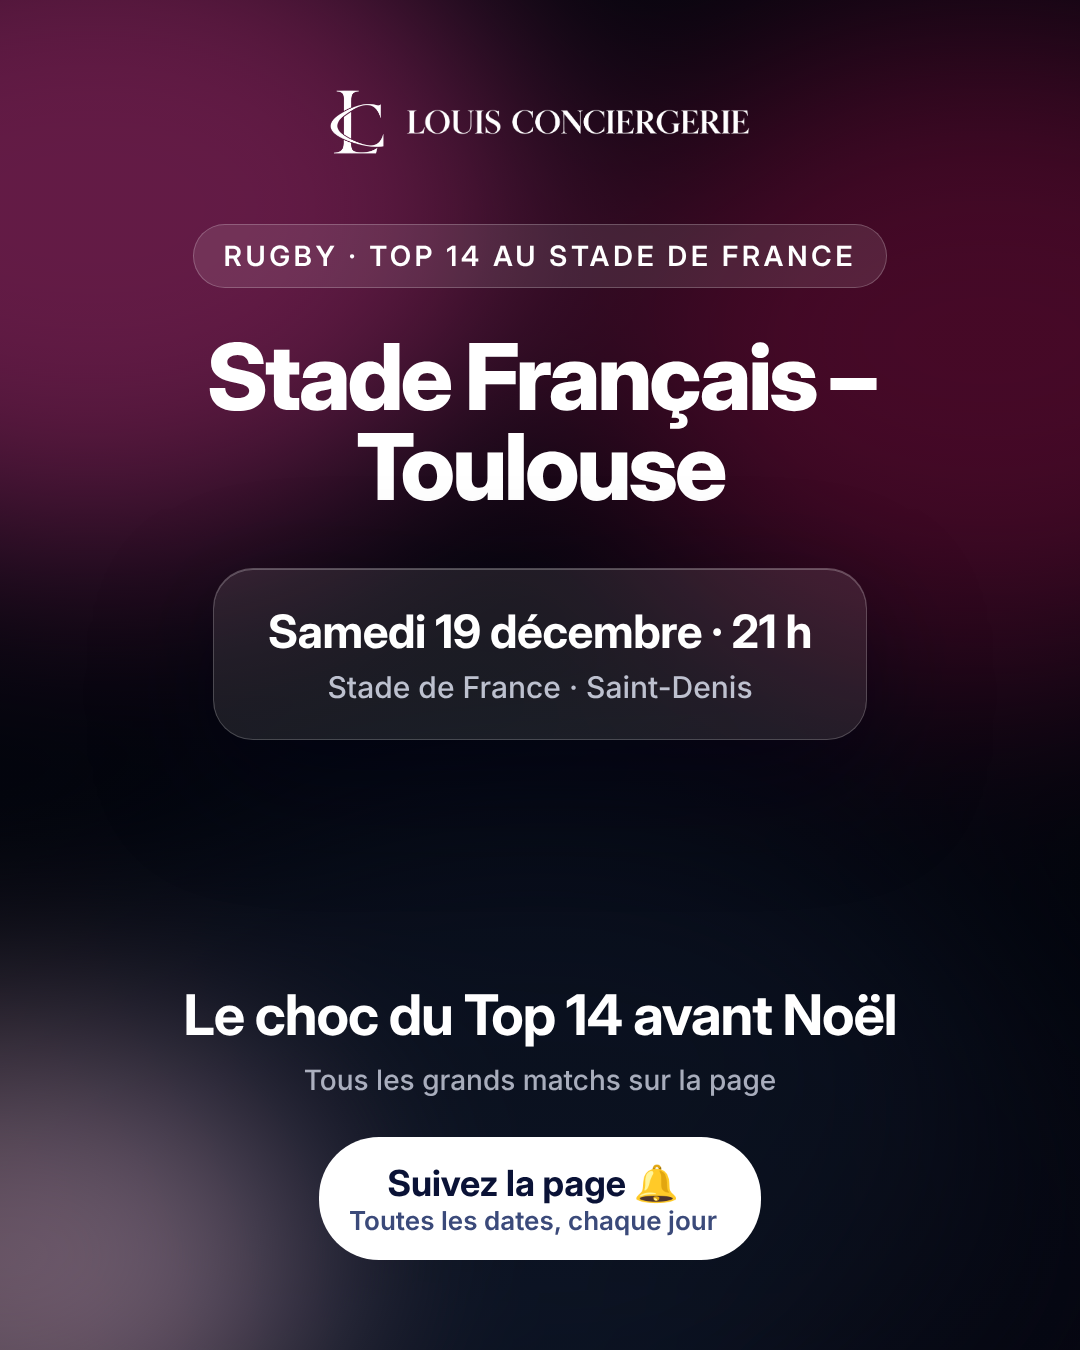 LC LOUIS CONCIERGERIE
RUGBY · TOP 14 AU STADE DE FRANCE
Stade Français –
Toulouse
Samedi 19 décembre · 21 h
Stade de France · Saint-Denis
Le choc du Top 14 avant Noël
Tous les grands matchs sur la page
Suivez la page 🔔
Toutes les dates, chaque jour